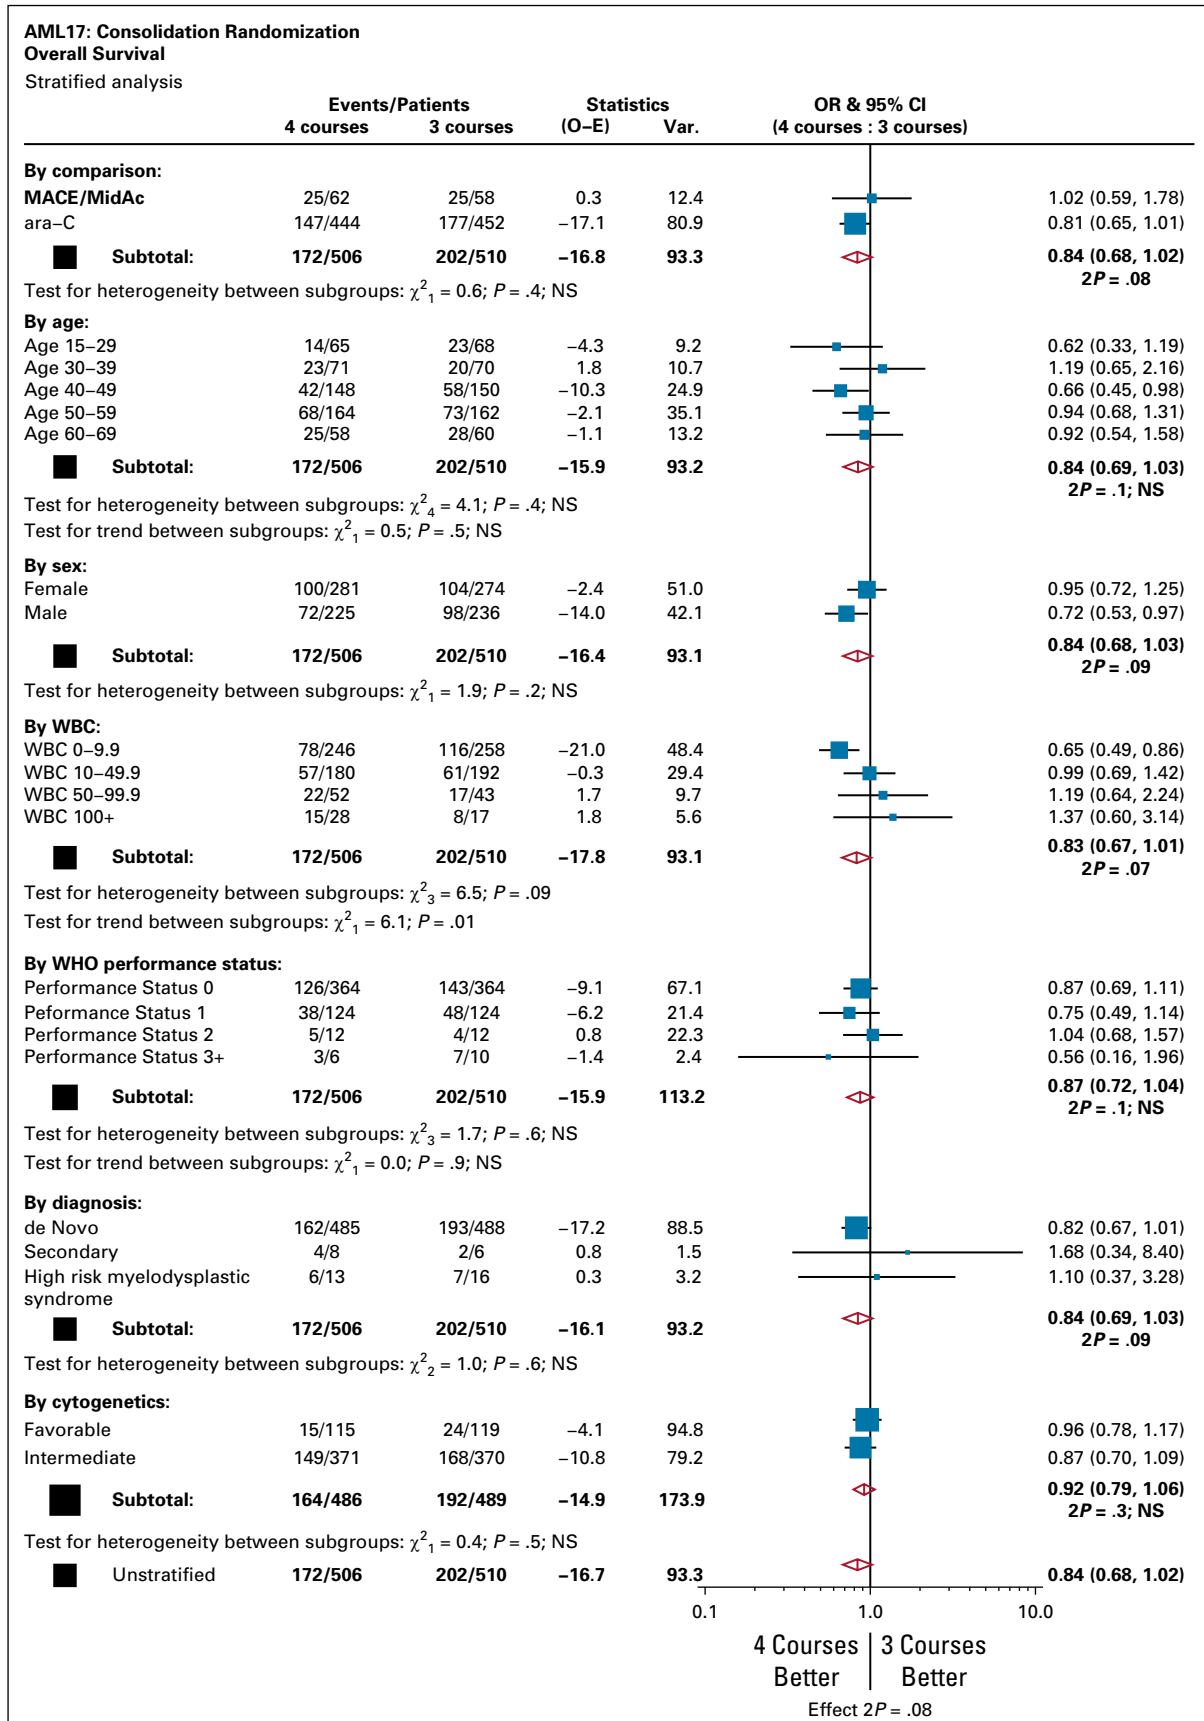 AML17: Consolidation Randomization
Overall Survival
Stratified analysis
Events/Patients Statistics OR & 95% CI
4 courses 3 courses (O−E) Var. (4 courses : 3 courses)
By comparison:
MACE/MidAc 25/62 25/58 0.3 12.4 1.02 (0.59, 1.78)
ara−C 147/444 177/452 −17.1 80.9 0.81 (0.65, 1.01)
Subtotal: 172/506 202/510 −16.8 93.3 0.84 (0.68, 1.02)
2P = .08
Test for heterogeneity between subgroups: χ²₁ = 0.6; P = .4; NS
By age:
Age 15−29 14/65 23/68 −4.3 9.2 0.62 (0.33, 1.19)
Age 30−39 23/71 20/70 1.8 10.7 1.19 (0.65, 2.16)
Age 40−49 42/148 58/150 −10.3 24.9 0.66 (0.45, 0.98)
Age 50−59 68/164 73/162 −2.1 35.1 0.94 (0.68, 1.31)
Age 60−69 25/58 28/60 −1.1 13.2 0.92 (0.54, 1.58)
Subtotal: 172/506 202/510 −15.9 93.2 0.84 (0.69, 1.03)
2P = .1; NS
Test for heterogeneity between subgroups: χ²₄ = 4.1; P = .4; NS
Test for trend between subgroups: χ²₁ = 0.5; P = .5; NS
By sex:
Female 100/281 104/274 −2.4 51.0 0.95 (0.72, 1.25)
Male 72/225 98/236 −14.0 42.1 0.72 (0.53, 0.97)
Subtotal: 172/506 202/510 −16.4 93.1 0.84 (0.68, 1.03)
2P = .09
Test for heterogeneity between subgroups: χ²₁ = 1.9; P = .2; NS
By WBC:
WBC 0−9.9 78/246 116/258 −21.0 48.4 0.65 (0.49, 0.86)
WBC 10−49.9 57/180 61/192 −0.3 29.4 0.99 (0.69, 1.42)
WBC 50−99.9 22/52 17/43 1.7 9.7 1.19 (0.64, 2.24)
WBC 100+ 15/28 8/17 1.8 5.6 1.37 (0.60, 3.14)
Subtotal: 172/506 202/510 −17.8 93.1 0.83 (0.67, 1.01)
2P = .07
Test for heterogeneity between subgroups: χ²₃ = 6.5; P = .09
Test for trend between subgroups: χ²₁ = 6.1; P = .01
By WHO performance status:
Performance Status 0 126/364 143/364 −9.1 67.1 0.87 (0.69, 1.11)
Peformance Status 1 38/124 48/124 −6.2 21.4 0.75 (0.49, 1.14)
Performance Status 2 5/12 4/12 0.8 22.3 1.04 (0.68, 1.57)
Performance Status 3+ 3/6 7/10 −1.4 2.4 0.56 (0.16, 1.96)
Subtotal: 172/506 202/510 −15.9 113.2 0.87 (0.72, 1.04)
2P = .1; NS
Test for heterogeneity between subgroups: χ²₃ = 1.7; P = .6; NS
Test for trend between subgroups: χ²₁ = 0.0; P = .9; NS
By diagnosis:
de Novo 162/485 193/488 −17.2 88.5 0.82 (0.67, 1.01)
Secondary 4/8 2/6 0.8 1.5 1.68 (0.34, 8.40)
High risk myelodysplastic 6/13 7/16 0.3 3.2 1.10 (0.37, 3.28)
syndrome
Subtotal: 172/506 202/510 −16.1 93.2 0.84 (0.69, 1.03)
2P = .09
Test for heterogeneity between subgroups: χ²₂ = 1.0; P = .6; NS
By cytogenetics:
Favorable 15/115 24/119 −4.1 94.8 0.96 (0.78, 1.17)
Intermediate 149/371 168/370 −10.8 79.2 0.87 (0.70, 1.09)
Subtotal: 164/486 192/489 −14.9 173.9 0.92 (0.79, 1.06)
2P = .3; NS
Test for heterogeneity between subgroups: χ²₁ = 0.4; P = .5; NS
Unstratified 172/506 202/510 −16.7 93.3 0.84 (0.68, 1.02)
0.1 1.0 10.0
4 Courses 3 Courses
Better Better
Effect 2P = .08